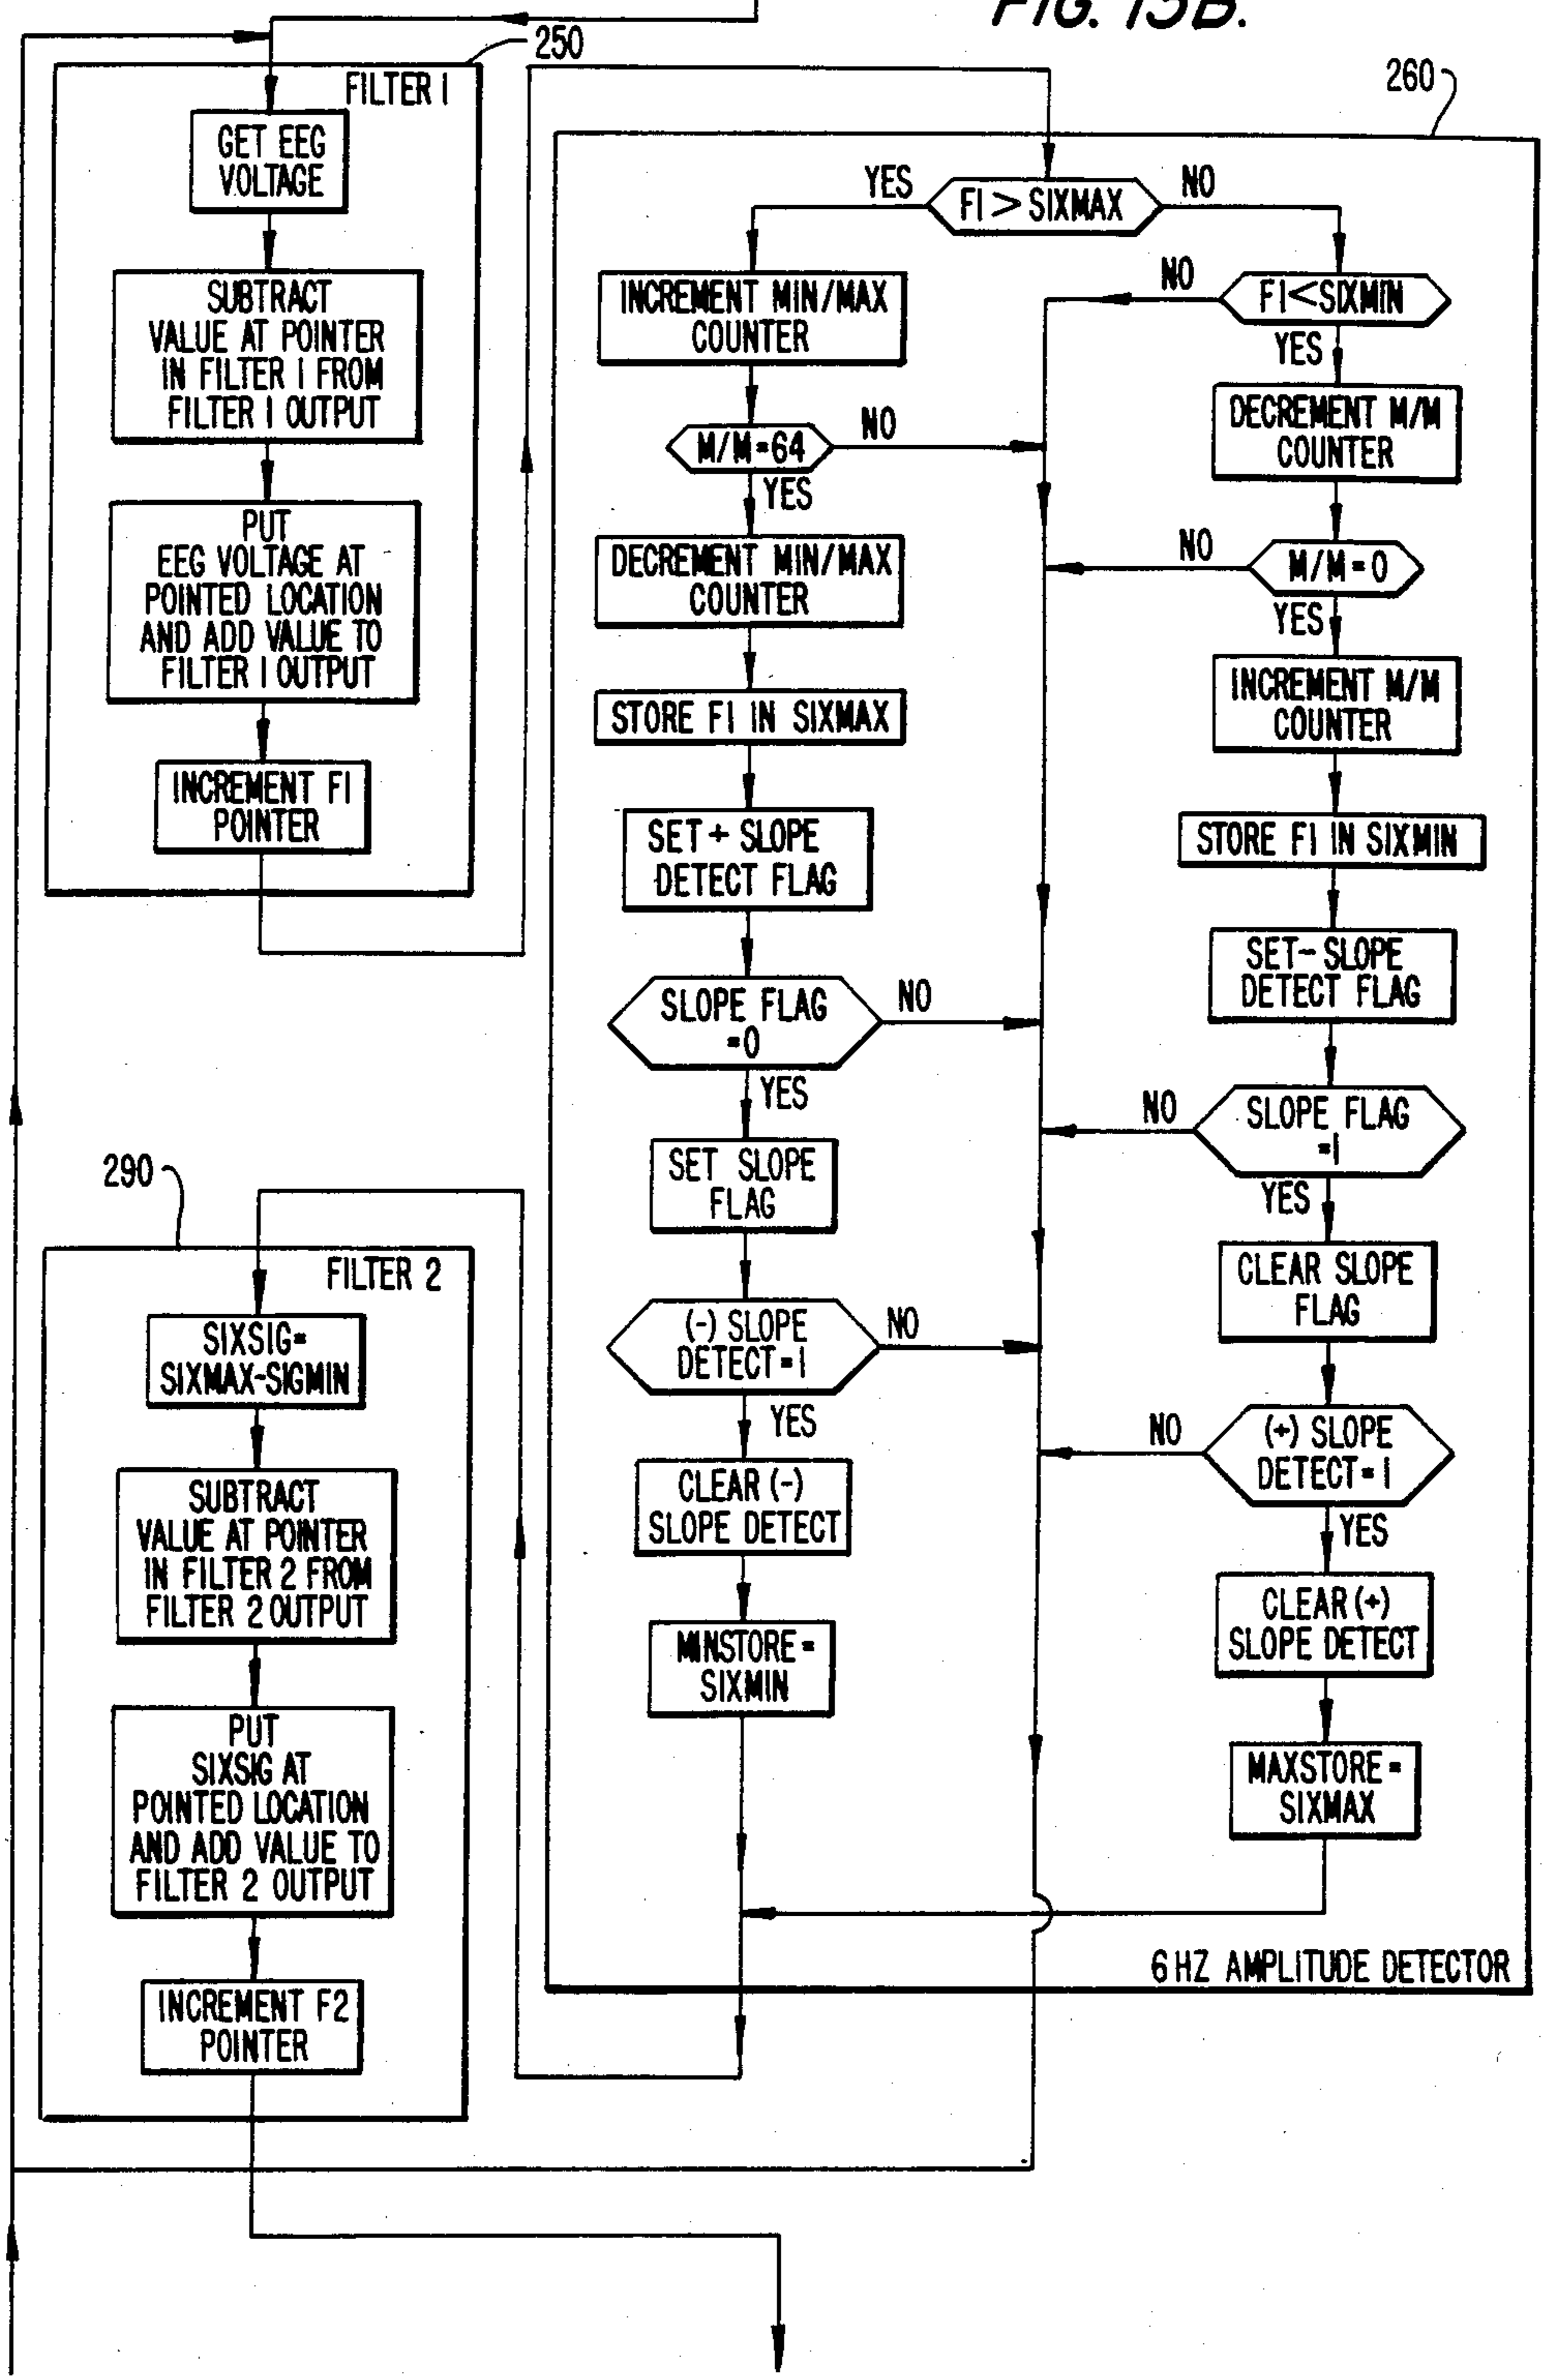 FIG. 13B.
250
FILTER 1
GET EEG
VOLTAGE
SUBTRACT
VALUE AT POINTER
IN FILTER 1 FROM
FILTER 1 OUTPUT
PUT
EEG VOLTAGE AT
POINTED LOCATION
AND ADD VALUE TO
FILTER 1 OUTPUT
INCREMENT F1
POINTER
260
F1 > SIXMAX
YES
NO
INCREMENT MIN/MAX
COUNTER
M/M=64
NO
YES
DECREMENT MIN/MAX
COUNTER
STORE F1 IN SIXMAX
SET + SLOPE
DETECT FLAG
SLOPE FLAG
=0
NO
YES
SET SLOPE
FLAG
(-) SLOPE
DETECT=1
NO
YES
CLEAR (-)
SLOPE DETECT
MINSTORE=
SIXMIN
F1<SIXMIN
NO
YES
DECREMENT M/M
COUNTER
M/M=0
NO
YES
INCREMENT M/M
COUNTER
STORE F1 IN SIXMIN
SET-SLOPE
DETECT FLAG
SLOPE FLAG
=1
NO
YES
CLEAR SLOPE
FLAG
(+) SLOPE
DETECT=1
NO
YES
CLEAR (+)
SLOPE DETECT
MAXSTORE=
SIXMAX
6 HZ AMPLITUDE DETECTOR
290
FILTER 2
SIXSIG=
SIXMAX-SIGMIN
SUBTRACT
VALUE AT POINTER
IN FILTER 2 FROM
FILTER 2 OUTPUT
PUT
SIXSIG AT
POINTED LOCATION
AND ADD VALUE TO
FILTER 2 OUTPUT
INCREMENT F2
POINTER